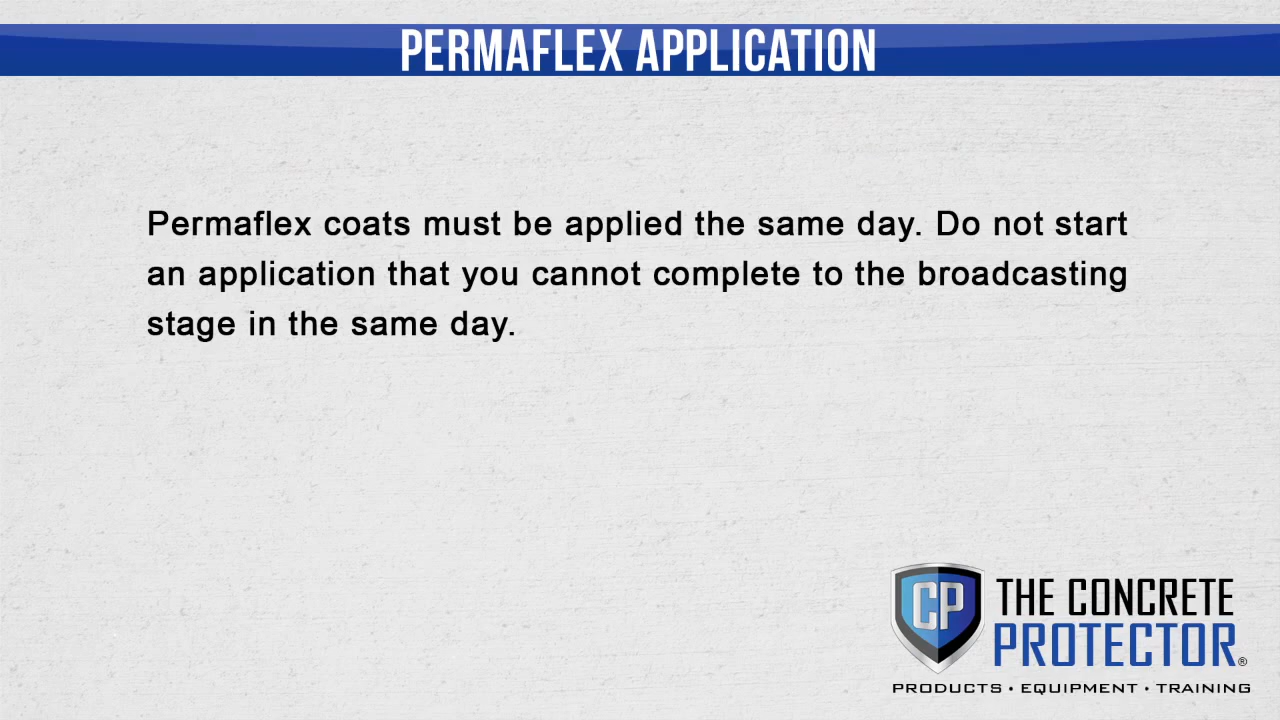 PERMAFLEX APPLICATION
Permaflex coats must be applied the same day. Do not start
an application that you cannot complete to the broadcasting
stage in the same day.
CP
THE CONCRETE
PROTECTOR®
PRODUCTS • EQUIPMENT • TRAINING